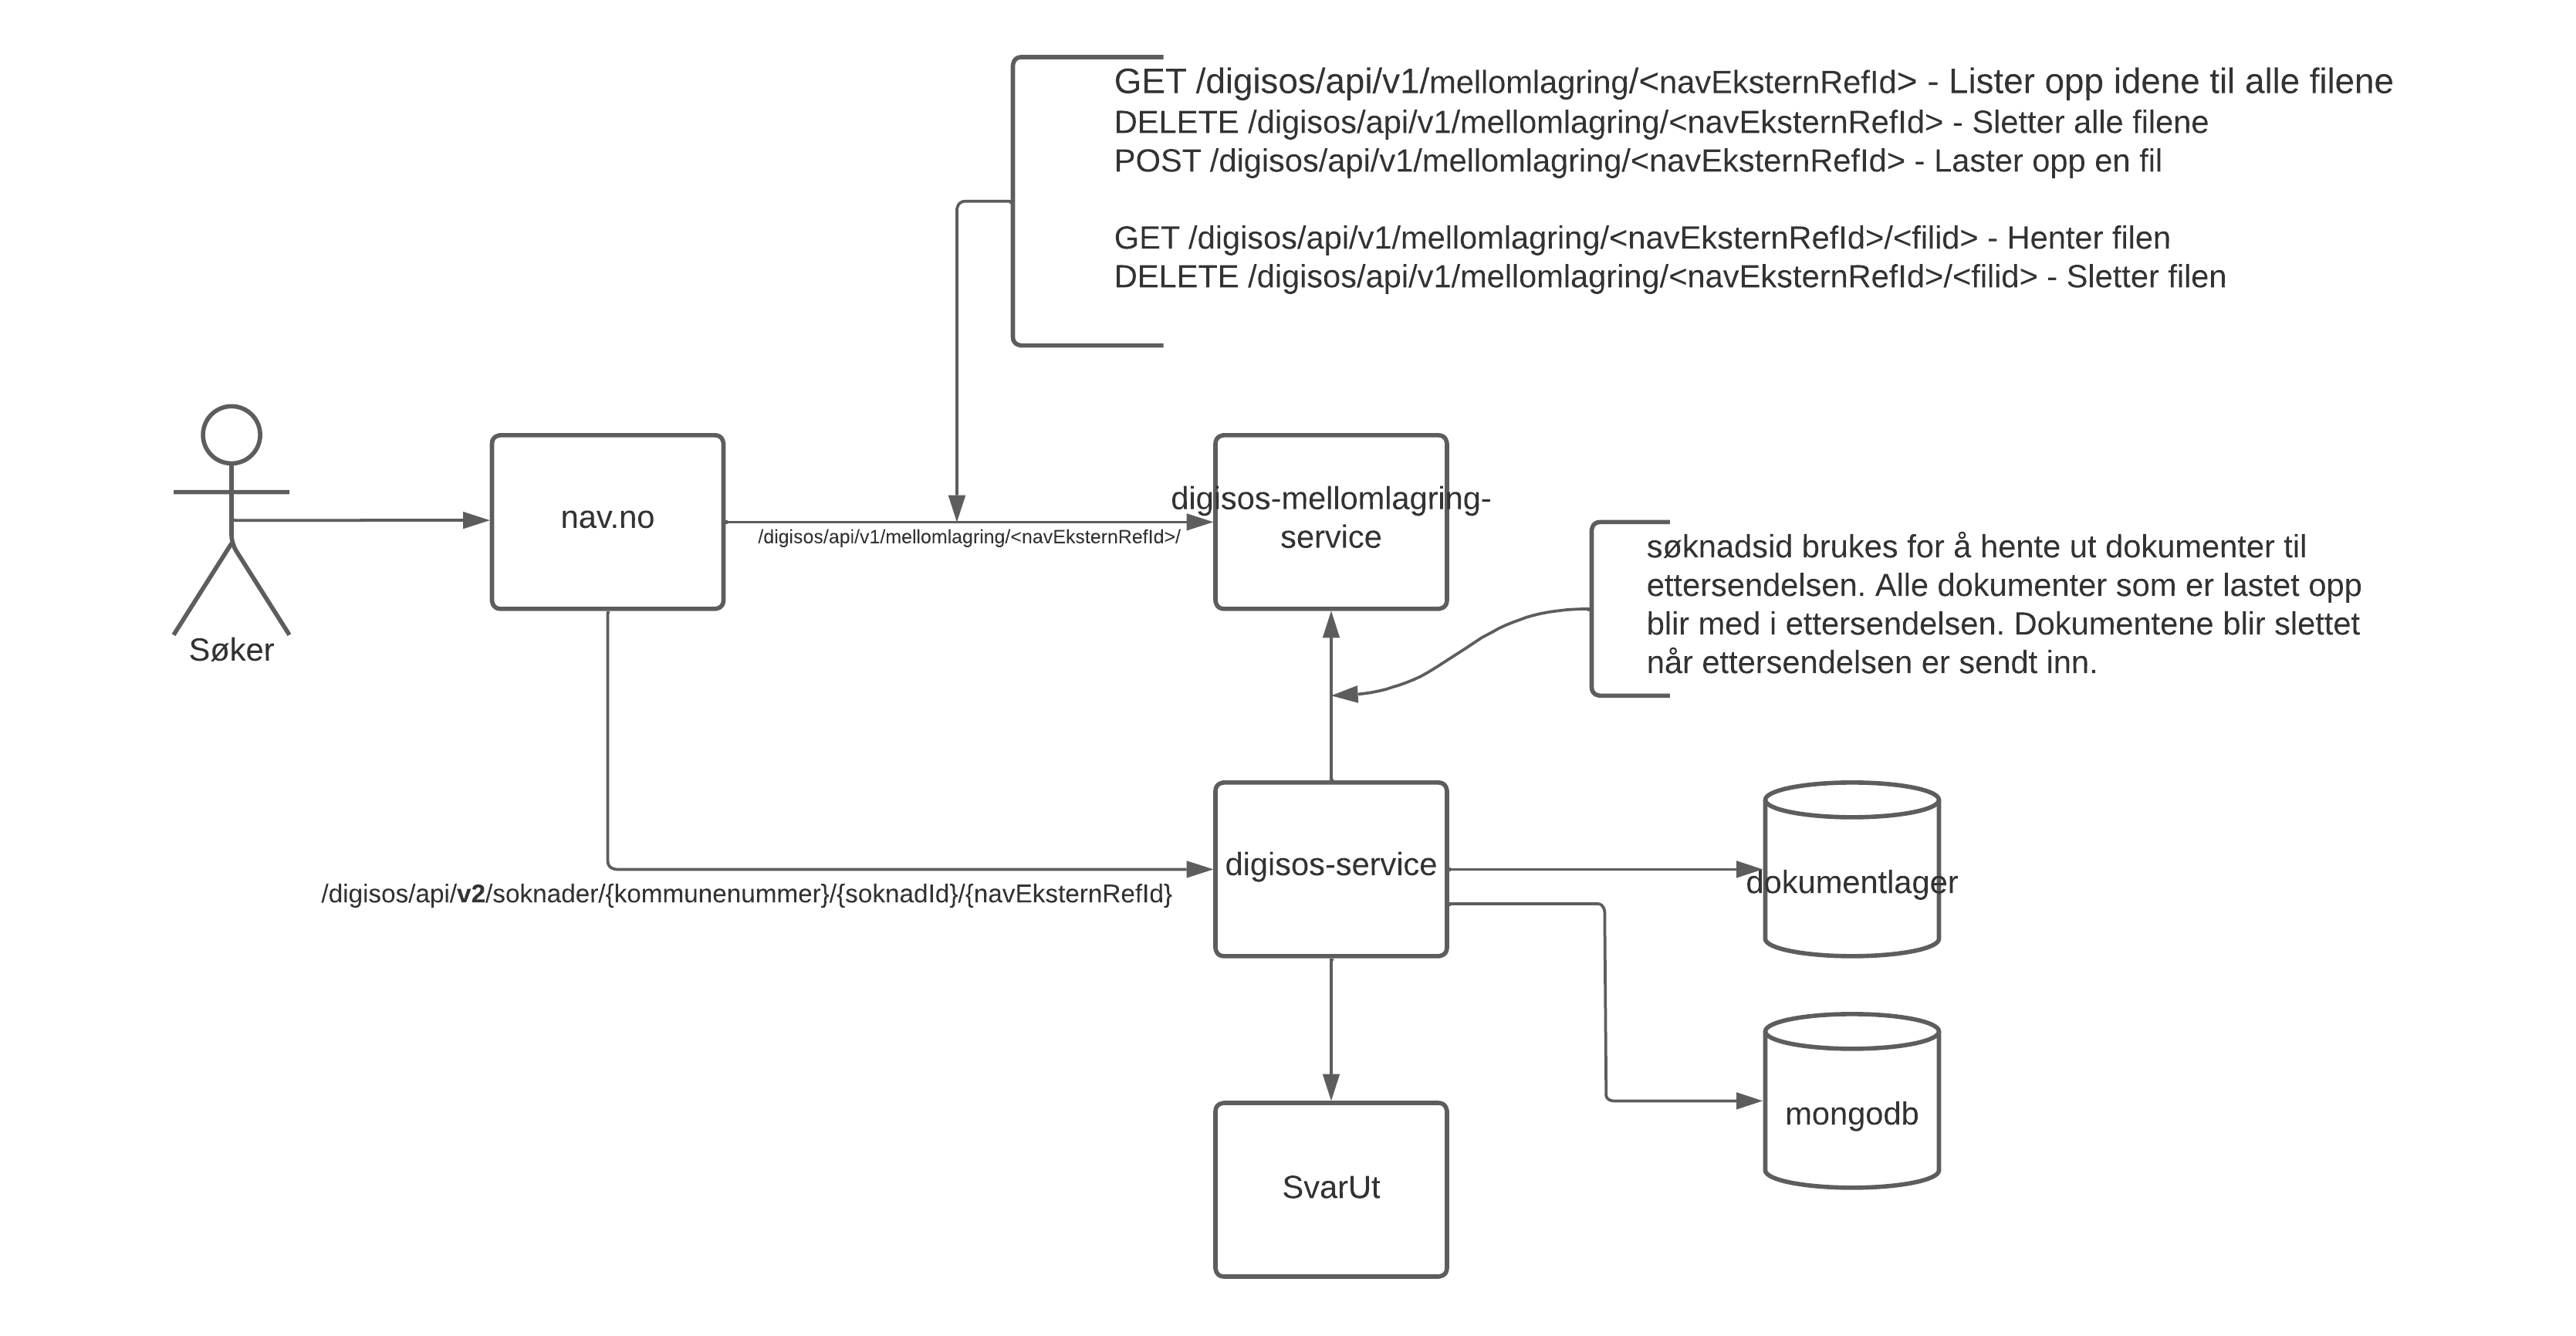 GET /digisos/api/v1/mellomlagring/<navEksternRefId> - Lister opp idene til alle filene
DELETE /digisos/api/v1/mellomlagring/<navEksternRefId> - Sletter alle filene
POST /digisos/api/v1/mellomlagring/<navEksternRefId> - Laster opp en fil
GET /digisos/api/v1/mellomlagring/<navEksternRefId>/<filid> - Henter filen
DELETE /digisos/api/v1/mellomlagring/<navEksternRefId>/<filid> - Sletter filen
Søker
nav.no
/digisos/api/v1/mellomlagring/<navEksternRefId>/
digisos-mellomlagring-
service
søknadsid brukes for å hente ut dokumenter til
ettersendelsen. Alle dokumenter som er lastet opp
blir med i ettersendelsen. Dokumentene blir slettet
når ettersendelsen er sendt inn.
/digisos/api/v2/soknader/{kommunenummer}/{soknadId}/{navEksternRefId}
digisos-service
dokumentlager
mongodb
SvarUt